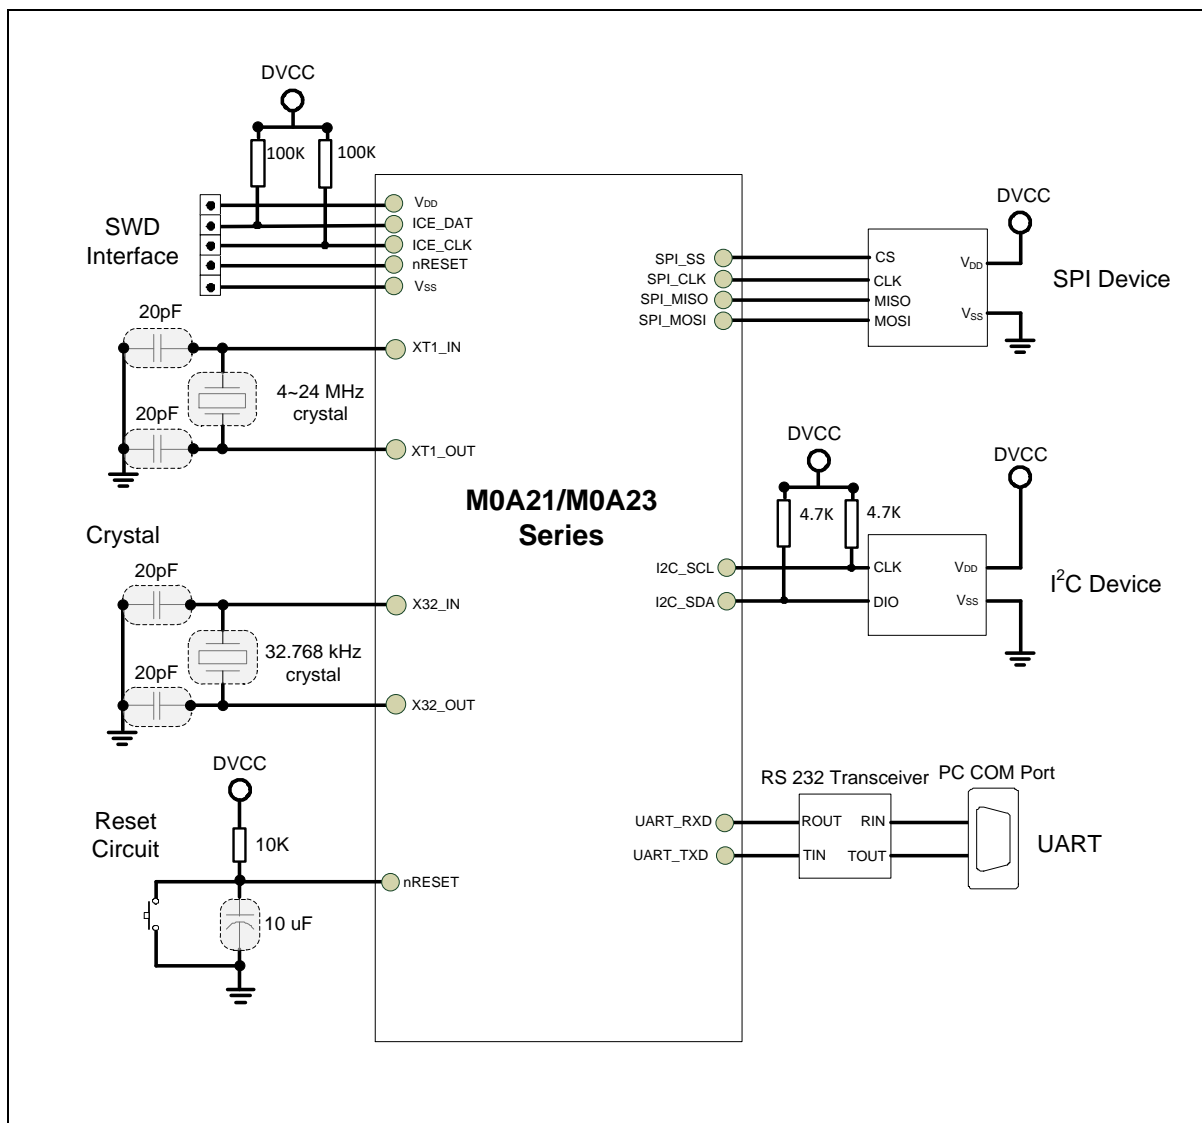 DVCC
100K
100K
SWD
Interface
VDD
ICE_DAT
ICE_CLK
nRESET
Vss
20pF
XT1_IN
4~24 MHz
crystal
20pF
XT1_OUT
Crystal
20pF
X32_IN
32.768 kHz
crystal
20pF
X32_OUT
DVCC
Reset
Circuit
10K
nRESET
10 uF
M0A21/M0A23
Series
SPI_SS
SPI_CLK
SPI_MISO
SPI_MOSI
CS
CLK
MISO
MOSI
VDD
VSS
DVCC
SPI Device
DVCC
4.7K
4.7K
DVCC
I2C_SCL
I2C_SDA
CLK
DIO
VDD
VSS
I²C Device
RS 232 Transceiver
PC COM Port
UART_RXD
UART_TXD
ROUT
RIN
TIN
TOUT
UART